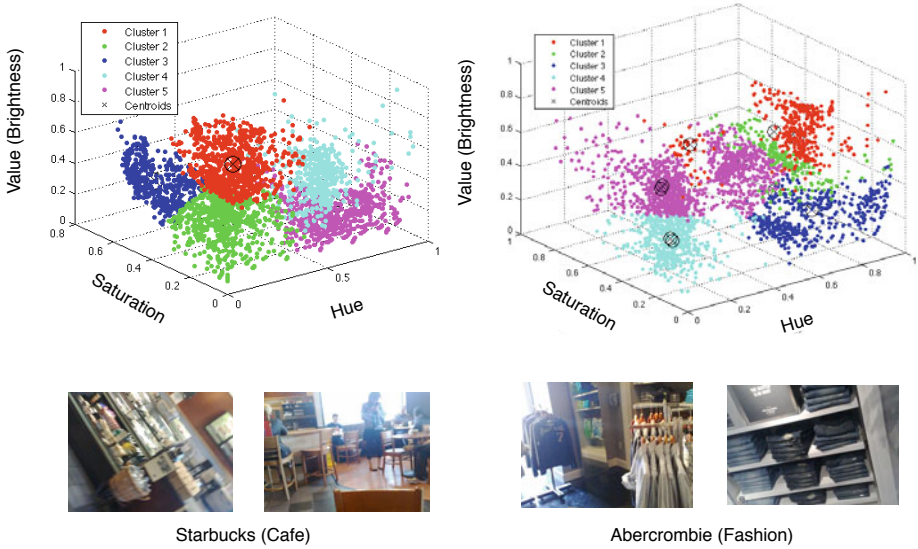 Cluster 1
Cluster 2
Cluster 3
Cluster 4
Cluster 5
Centroids
Value (Brightness)
1
0.8
0.6
0.4
0.2
0
0.8
0.6
0.4
0.2
0
Saturation
0
0.5
1
Hue
Cluster 1
Cluster 2
Cluster 3
Cluster 4
Cluster 5
Centroids
Value (Brightness)
1
0.8
0.6
0.4
0.2
0
1
0.8
0.6
0.4
0.2
0
Saturation
0
0.2
0.4
0.6
0.8
1
Hue
Starbucks (Cafe)
Abercrombie (Fashion)